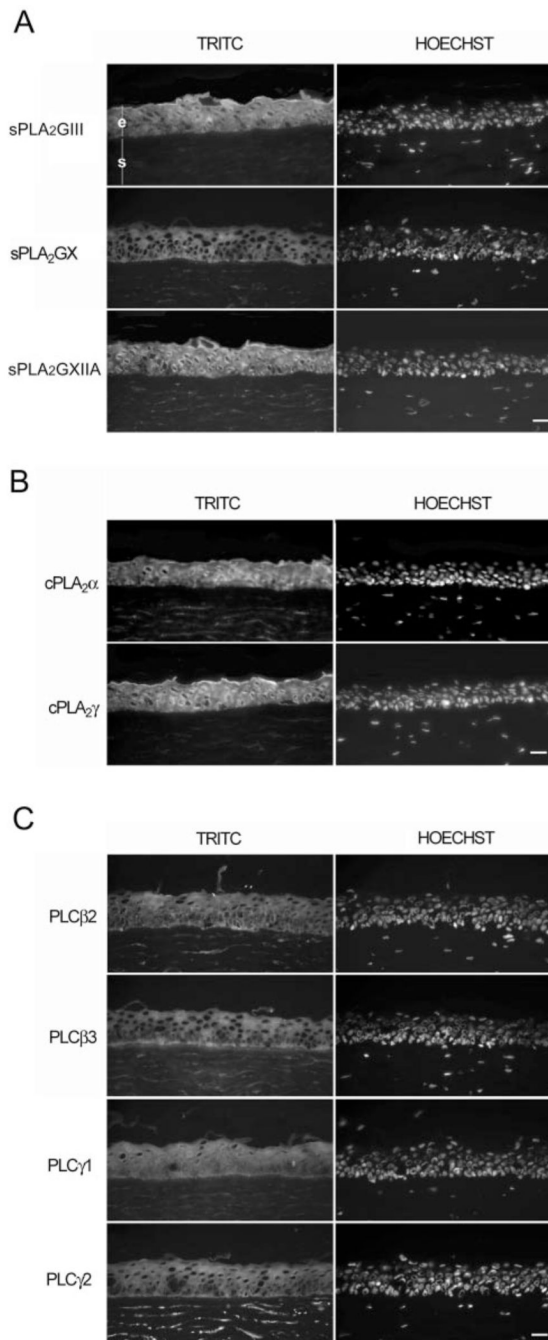 A
TRITC HOECHST
sPLA₂GIII
e
s
sPLA₂GX
sPLA₂GXIIA
B
TRITC HOECHST
cPLA₂α
cPLA₂γ
C
TRITC HOECHST
PLCβ2
PLCβ3
PLCγ1
PLCγ2